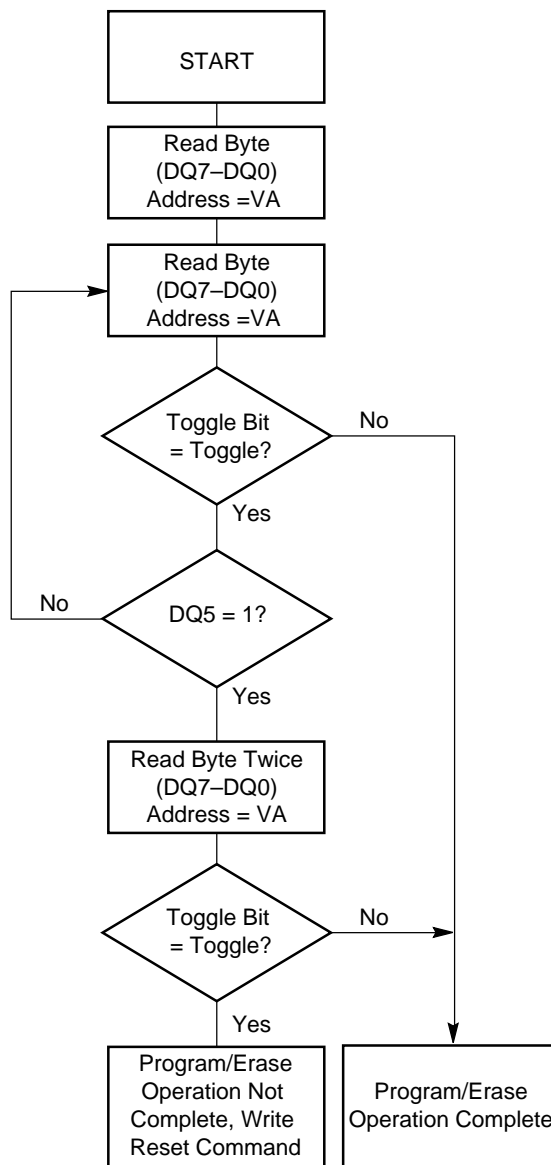 START
Read Byte
(DQ7–DQ0)
Address =VA
Read Byte
(DQ7–DQ0)
Address =VA
Toggle Bit
= Toggle?
No
Yes
No
DQ5 = 1?
Yes
Read Byte Twice
(DQ7–DQ0)
Address = VA
Toggle Bit
= Toggle?
No
Yes
Program/Erase
Operation Not
Complete, Write
Reset Command
Program/Erase
Operation Complete